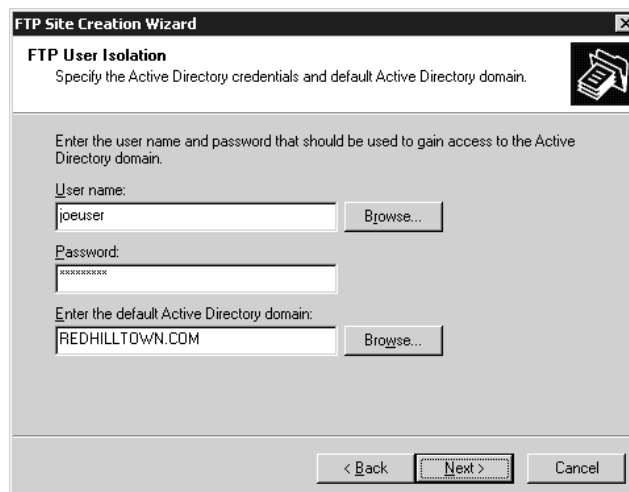 FTP Site Creation Wizard
FTP User Isolation
Specify the Active Directory credentials and default Active Directory domain.
Enter the user name and password that should be used to gain access to the Active
Directory domain.
User name:
joeuser
Browse...
Password:
xxxxxxxxx
Enter the default Active Directory domain:
REDHILLTOWN.COM
Browse...
< Back
Next >
Cancel